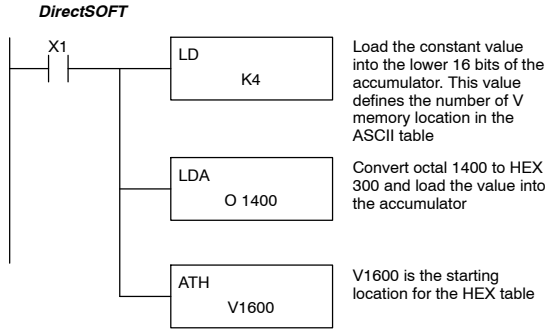 DirectSOFT
X1
LD
K4
Load the constant value
into the lower 16 bits of the
accumulator. This value
defines the number of V
memory location in the
ASCII table
LDA
O 1400
Convert octal 1400 to HEX
300 and load the value into
the accumulator
ATH
V1600
V1600 is the starting
location for the HEX table